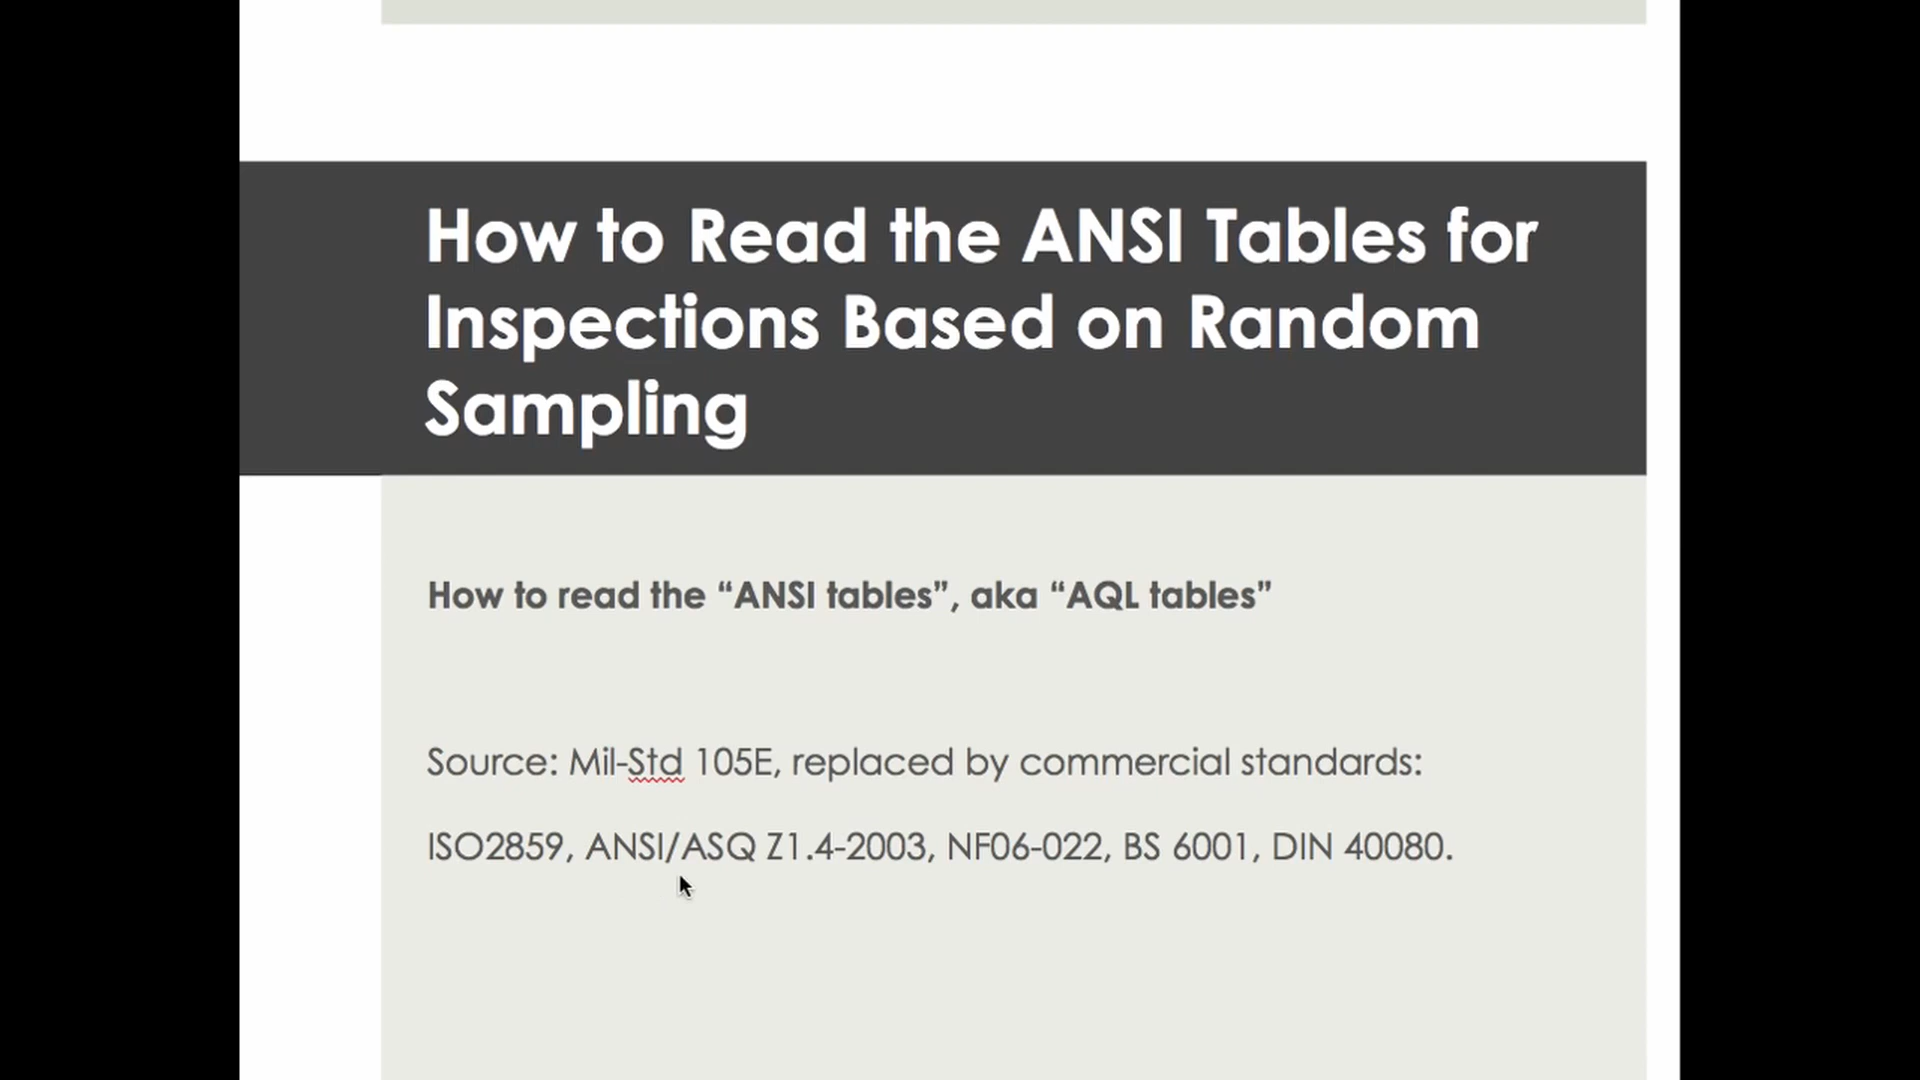 How to Read the ANSI Tables for
Inspections Based on Random
Sampling
How to read the “ANSI tables”, aka “AQL tables”
Source: Mil-Std 105E, replaced by commercial standards:
ISO2859, ANSI/ASQ Z1.4-2003, NF06-022, BS 6001, DIN 40080.